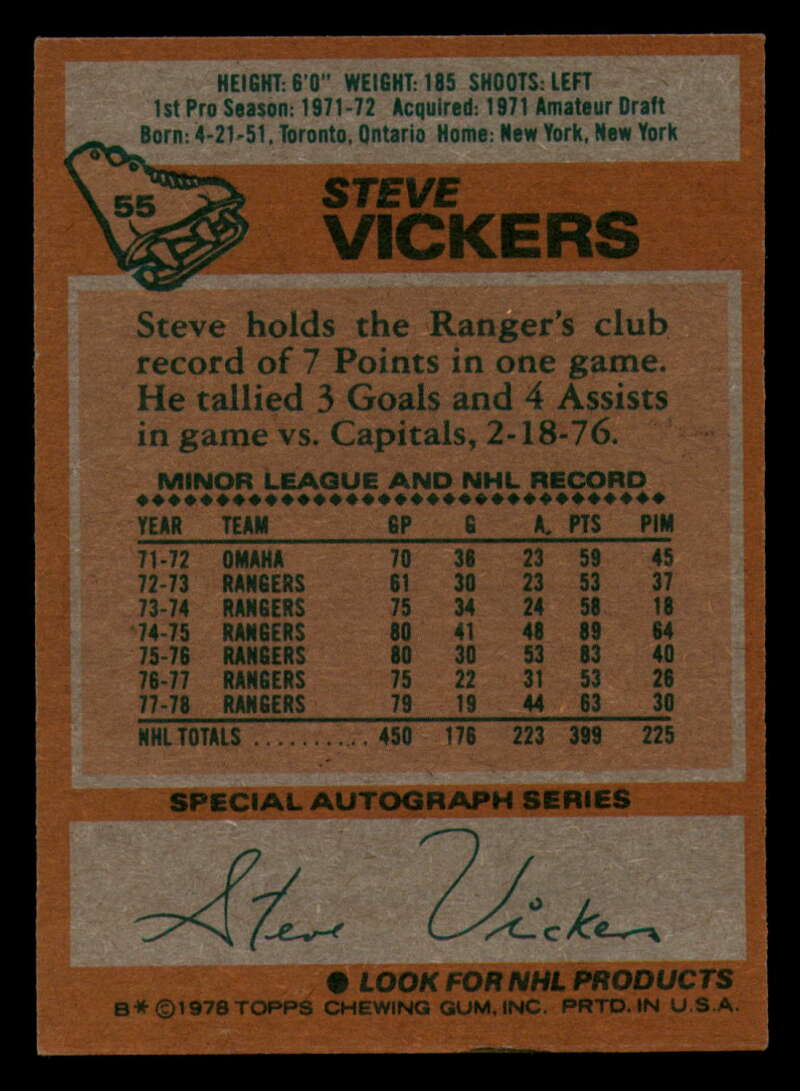 HEIGHT: 6'0" WEIGHT: 185 SHOOTS: LEFT
1st Pro Season: 1971-72 Acquired: 1971 Amateur Draft
Born: 4-21-51, Toronto, Ontario Home: New York, New York
55
STEVE
VICKERS
Steve holds the Ranger's club
record of 7 Points in one game.
He tallied 3 Goals and 4 Assists
in game vs. Capitals, 2-18-76.
MINOR LEAGUE AND NHL RECORD
YEAR TEAM GP G A. PTS PIM
71-72 OMAHA 70 36 23 59 45
72-73 RANGERS 61 30 23 53 37
73-74 RANGERS 75 34 24 58 18
74-75 RANGERS 80 41 48 89 64
75-76 RANGERS 80 30 53 83 40
76-77 RANGERS 75 22 31 53 26
77-78 RANGERS 79 19 44 63 30
NHL TOTALS ........... 450 176 223 399 225
SPECIAL AUTOGRAPH SERIES
Steve Vickers
● LOOK FOR NHL PRODUCTS
B* ©1978 TOPPS CHEWING GUM, INC. PRTD. IN U.S.A.